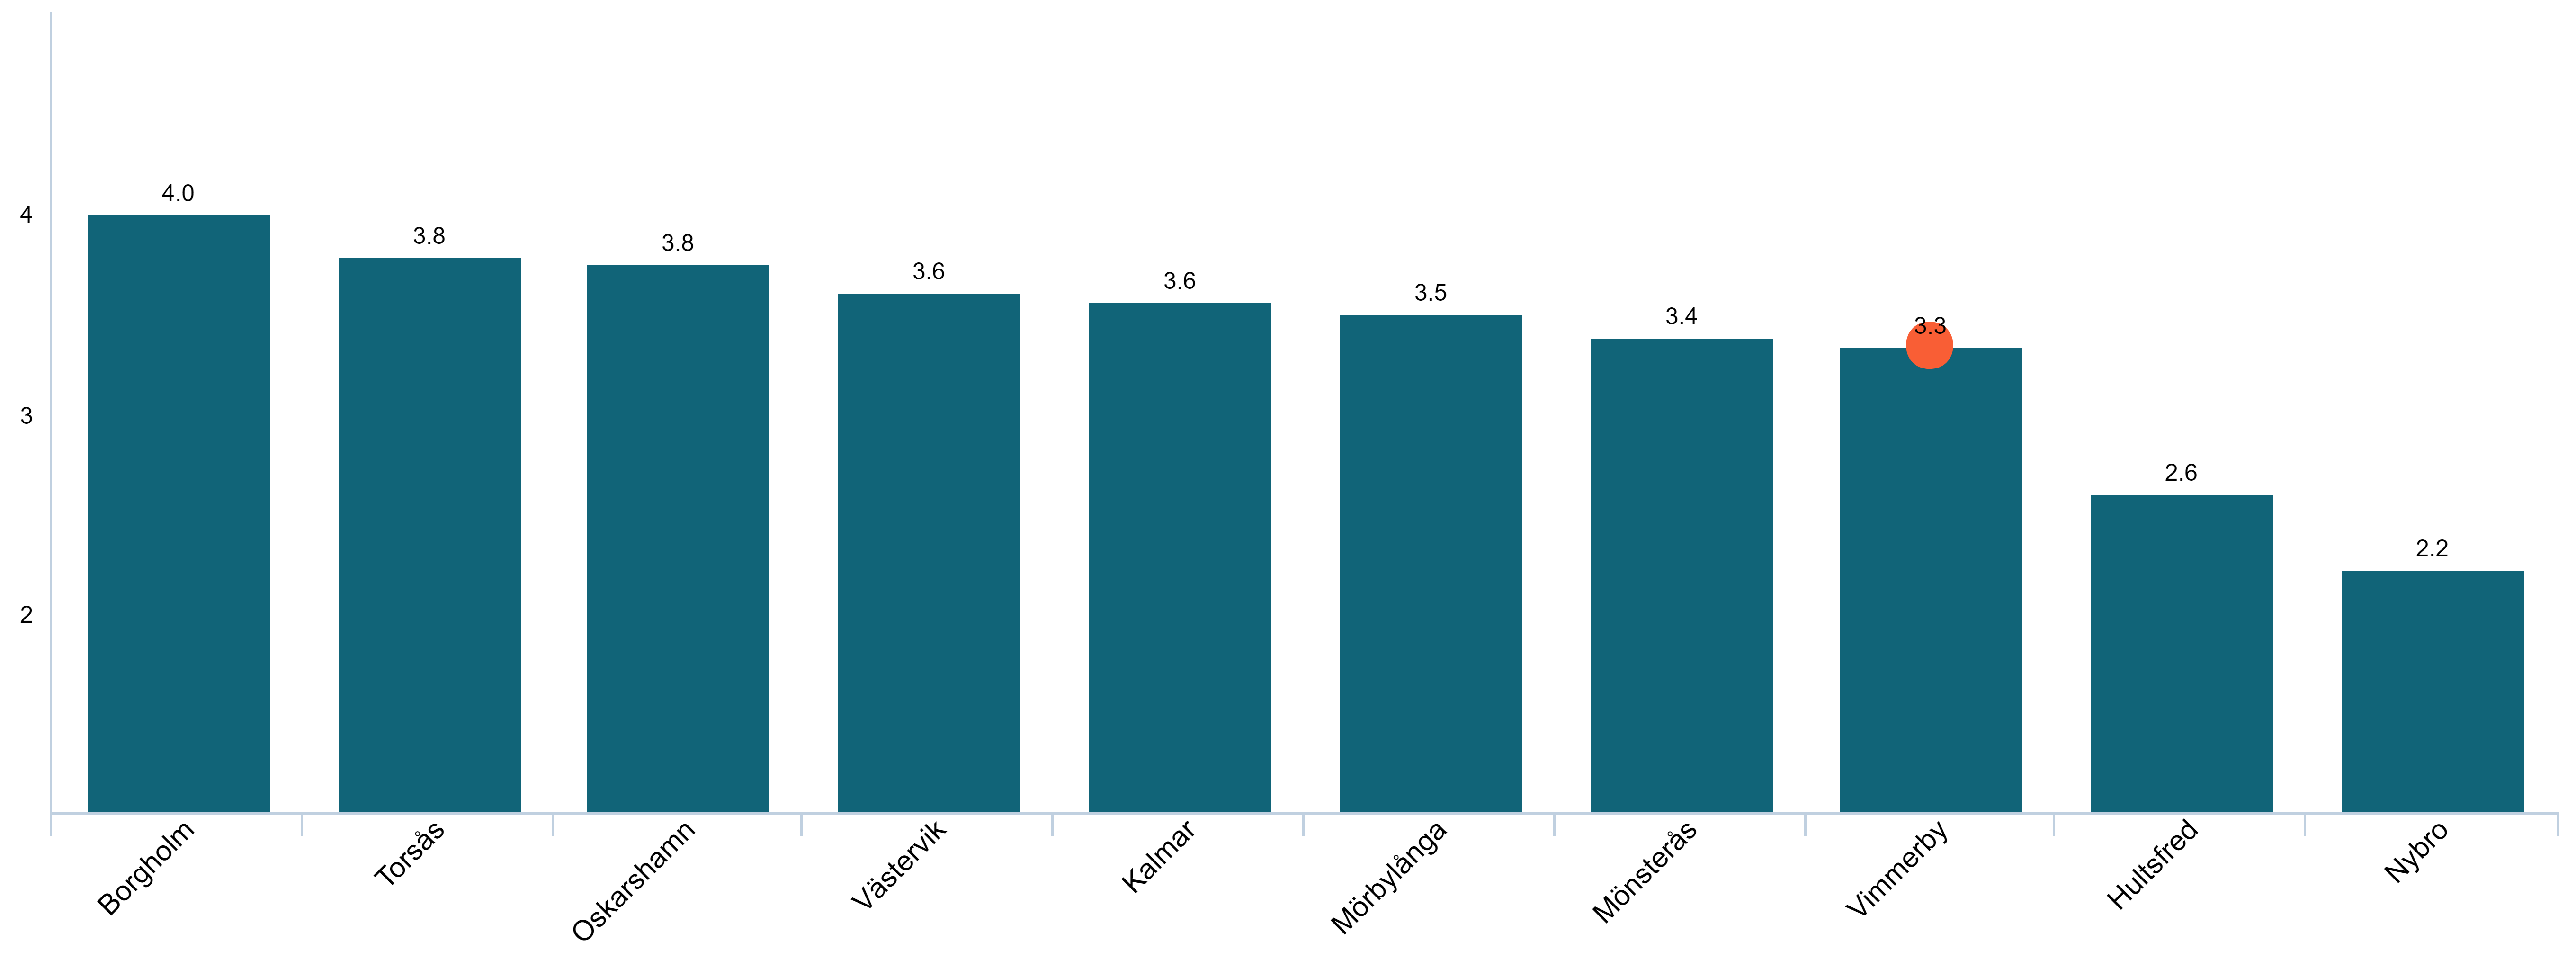 4.0
3.8
3.8
3.6
3.6
3.5
3.4
3.3
2.6
2.2
4
3
2
Borgholm
Torsås
Oskarshamn
Västervik
Kalmar
Mörbylånga
Mönsterås
Vimmerby
Hultsfred
Nybro